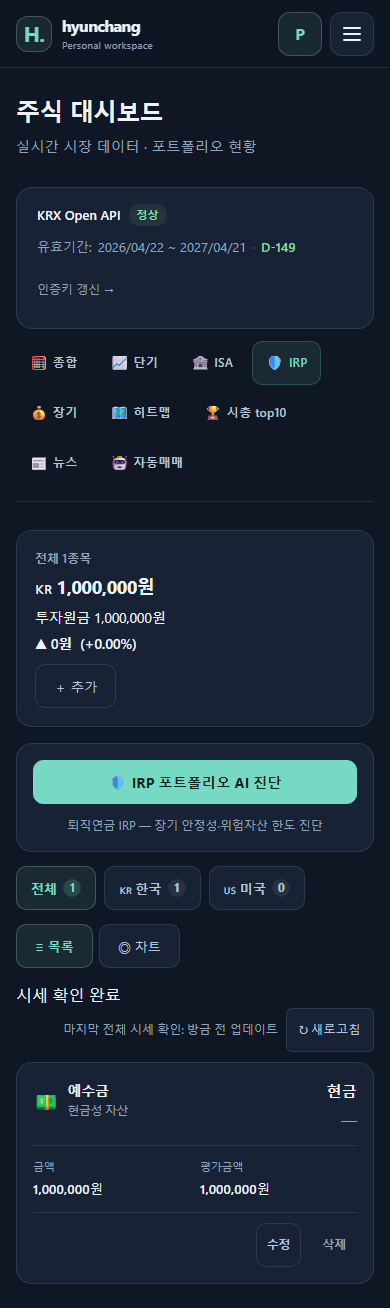 H. hyunchang
Personal workspace
P
주식 대시보드
실시간 시장 데이터 · 포트폴리오 현황
KRX Open API 정상
유효기간: 2026/04/22 ~ 2027/04/21 · D-149
인증키 갱신 →
종합 단기 ISA IRP
장기 히트맵 시총 top10
뉴스 자동매매
전체 1종목
KR 1,000,000원
투자원금 1,000,000원
▲ 0원 (+0.00%)
+ 추가
IRP 포트폴리오 AI 진단
퇴직연금 IRP — 장기 안정성·위험자산 한도 진단
전체 1 KR 한국 1 US 미국 0
≡ 목록 ◎ 차트
시세 확인 완료
마지막 전체 시세 확인: 방금 전 업데이트 ↻ 새로고침
예수금 현금
현금성 자산 —
금액 평가금액
1,000,000원 1,000,000원
수정 삭제